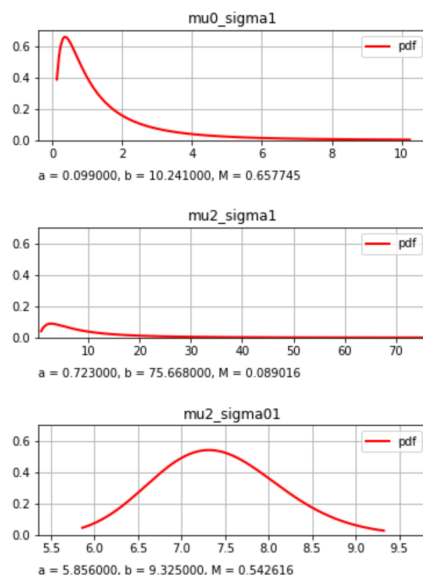 mu0_sigma1
pdf
0.6
0.4
0.2
0.0
0 2 4 6 8 10
a = 0.099000, b = 10.241000, M = 0.657745
mu2_sigma1
pdf
0.6
0.4
0.2
0.0
10 20 30 40 50 60 70
a = 0.723000, b = 75.668000, M = 0.089016
mu2_sigma01
pdf
0.6
0.4
0.2
0.0
5.5 6.0 6.5 7.0 7.5 8.0 8.5 9.0 9.5
a = 5.856000, b = 9.325000, M = 0.542616